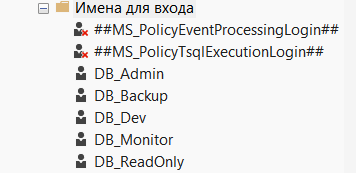 Имена для входа
##MS_PolicyEventProcessingLogin##
##MS_PolicyTsqlExecutionLogin##
DB_Admin
DB_Backup
DB_Dev
DB_Monitor
DB_ReadOnly